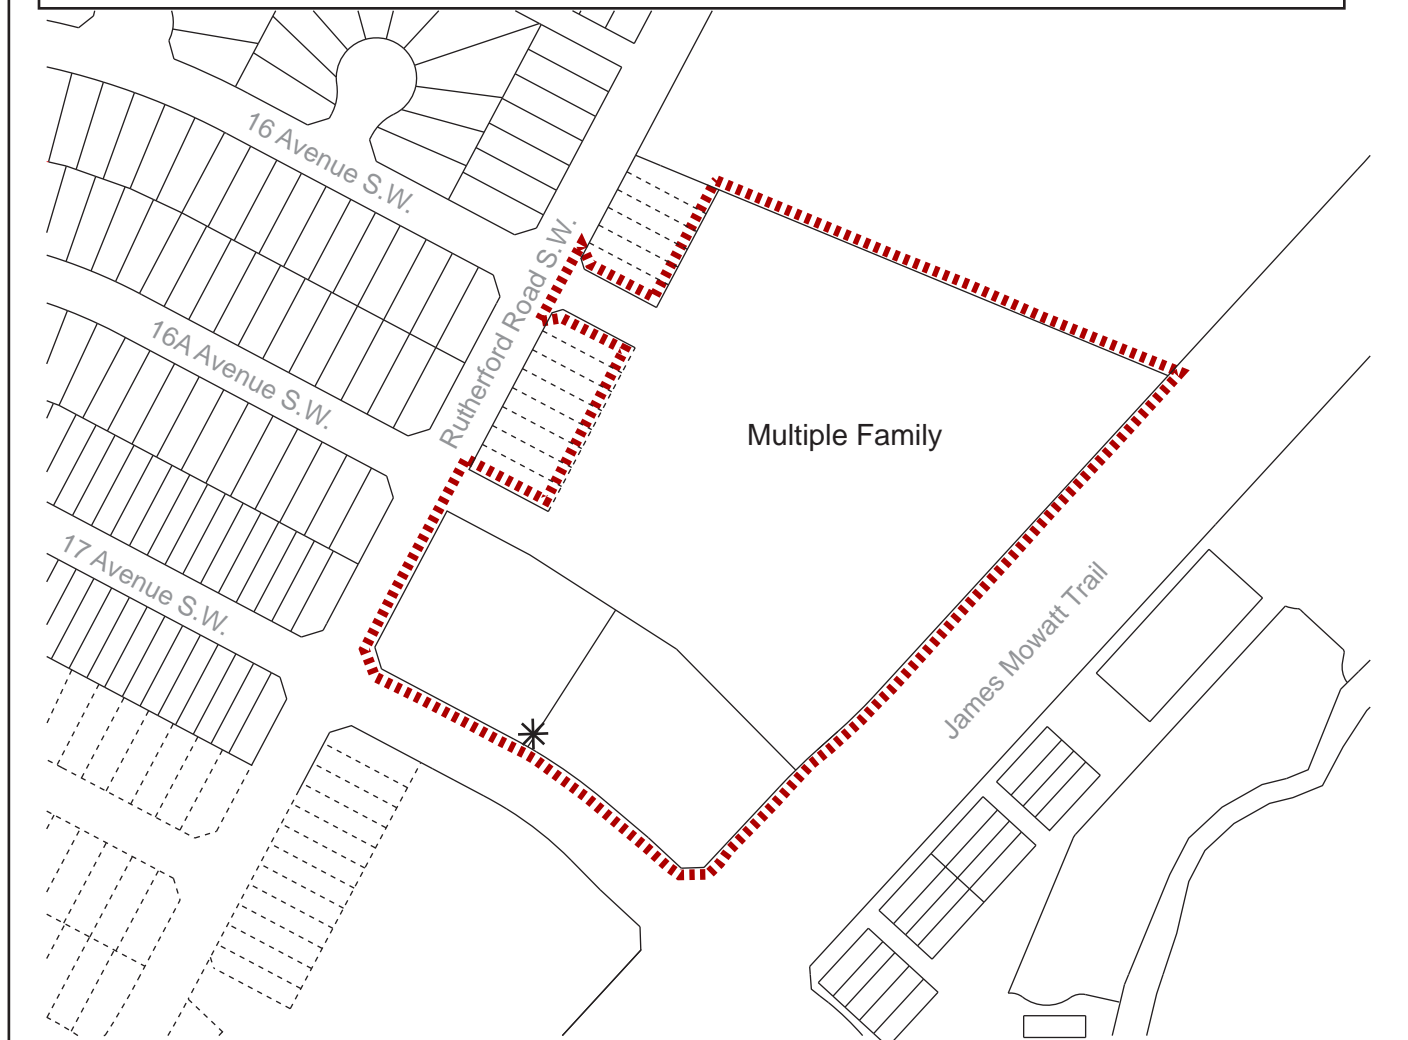 16 Avenue S.W.
Rutherford Road S.W.
16A Avenue S.W.
Multiple Family
17 Avenue S.W.
James Mowatt Trail